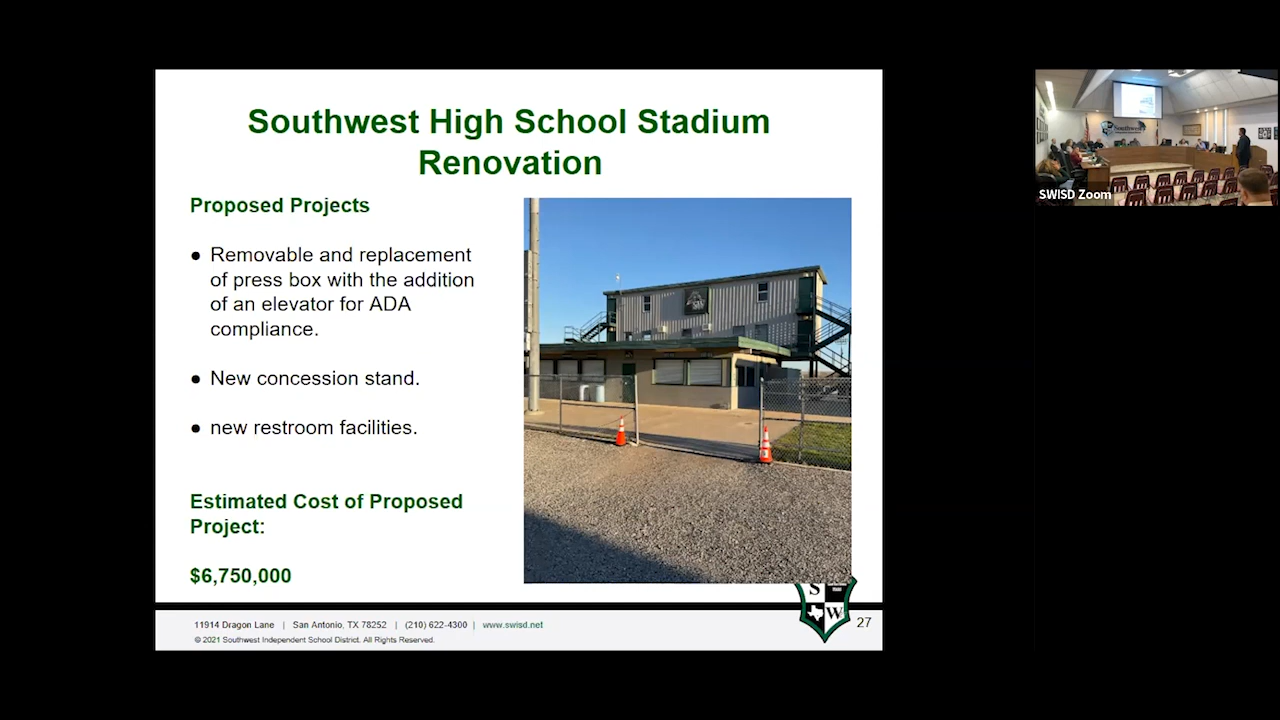 Southwest High School Stadium
Renovation
Proposed Projects
● Removable and replacement
of press box with the addition
of an elevator for ADA
compliance.
● New concession stand.
● new restroom facilities.
Estimated Cost of Proposed
Project:
$6,750,000
S
W
11914 Dragon Lane | San Antonio, TX 78252 | (210) 622-4300 | www.swisd.net
© 2021 Southwest Independent School District. All Rights Reserved.
27
Southwest
SWISD Zoom